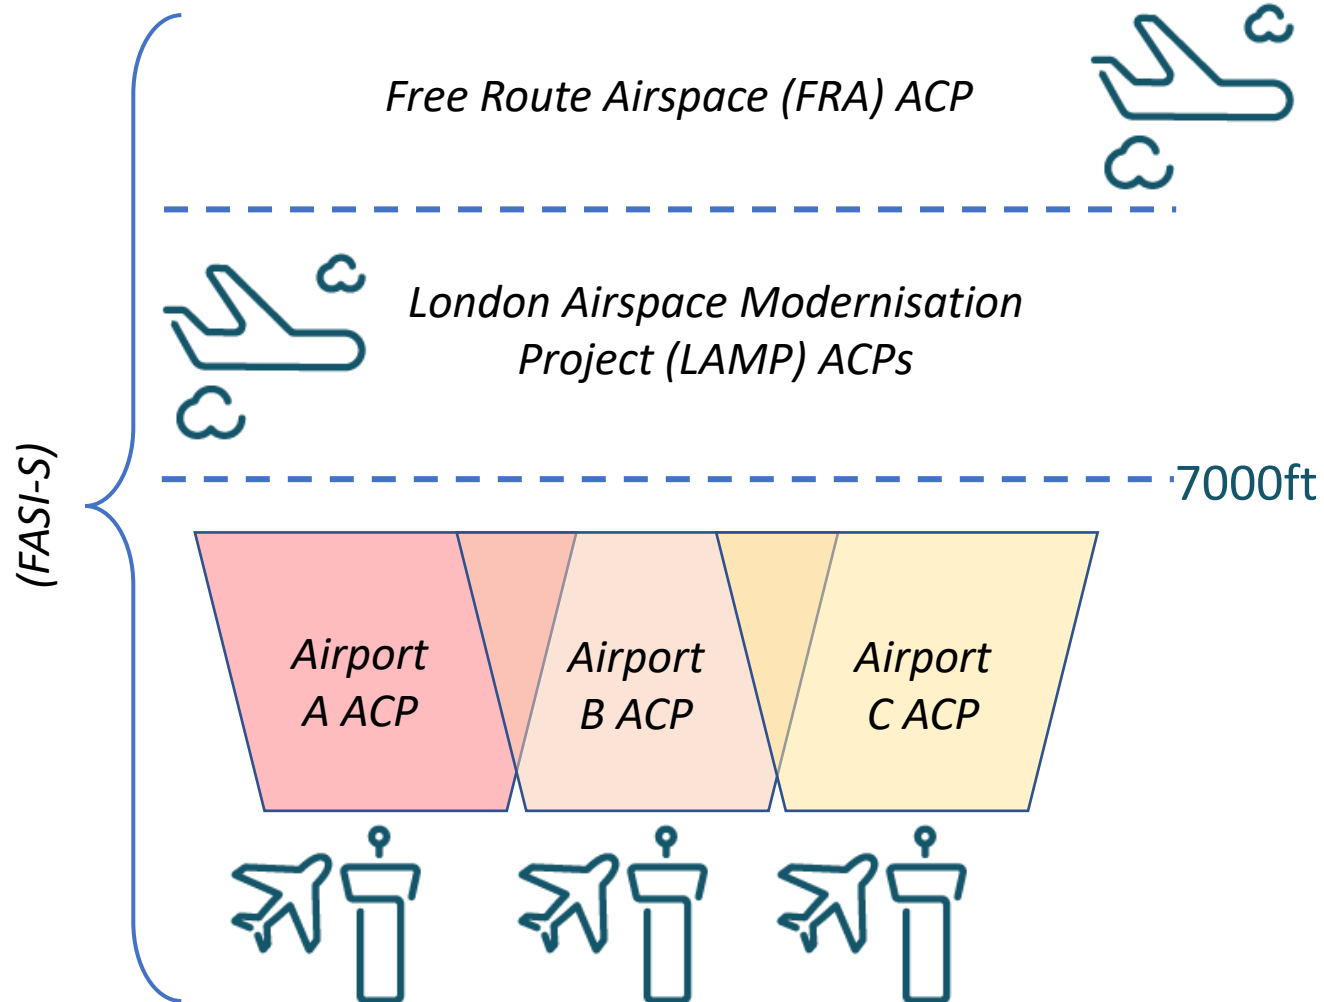 Free Route Airspace (FRA) ACP
London Airspace Modernisation
Project (LAMP) ACPs
(FASI-S)
7000ft
Airport
A ACP
Airport
B ACP
Airport
C ACP